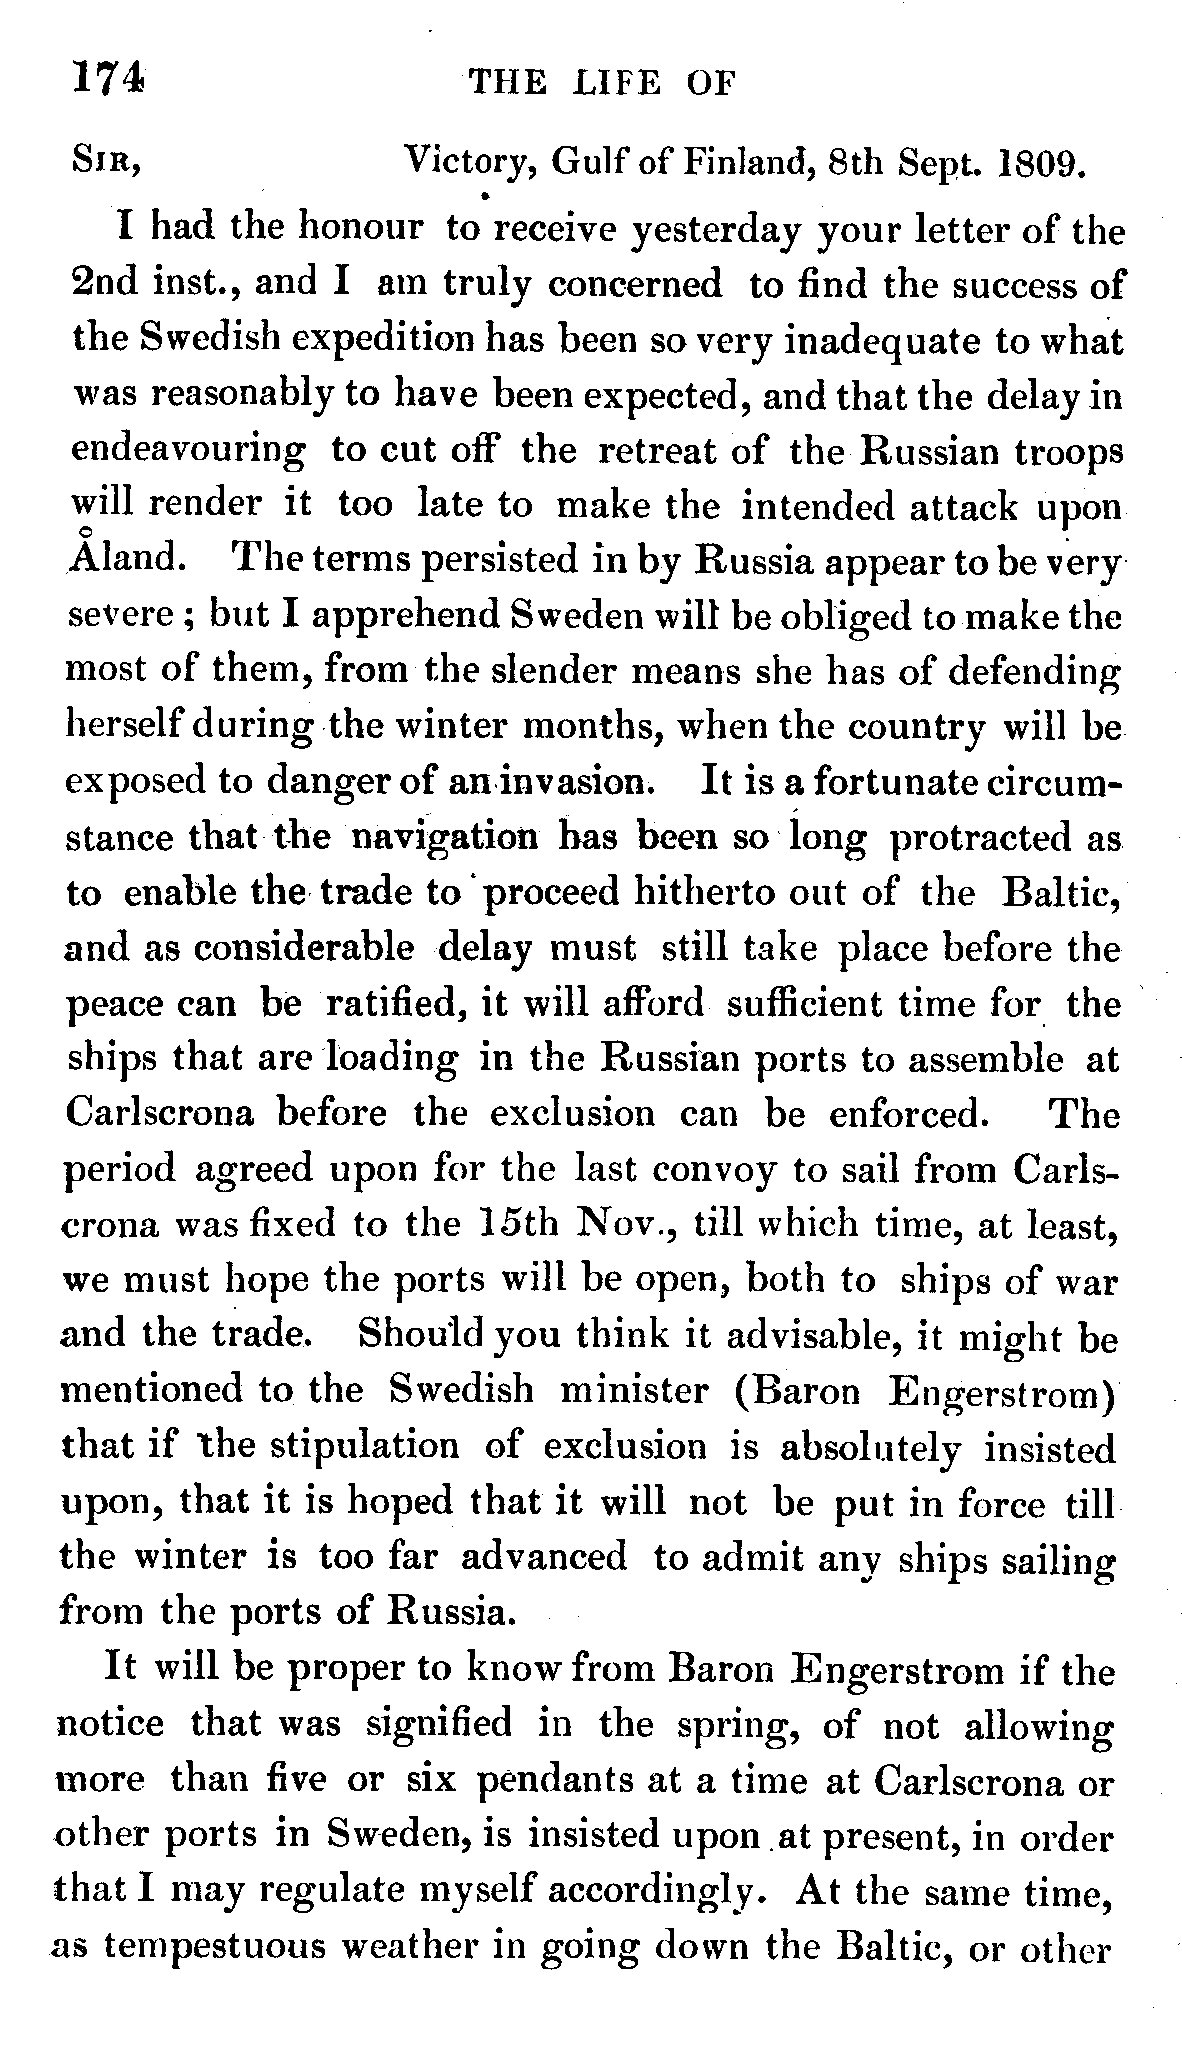 174 THE LIFE OF
SIR, Victory, Gulf of Finland, 8th Sept. 1809.
I had the honour to receive yesterday your letter of the
2nd inst., and I am truly concerned to find the success of
the Swedish expedition has been so very inadequate to what
was reasonably to have been expected, and that the delay in
endeavouring to cut off the retreat of the Russian troops
will render it too late to make the intended attack upon
Åland. The terms persisted in by Russia appear to be very
severe ; but I apprehend Sweden will be obliged to make the
most of them, from the slender means she has of defending
herself during the winter months, when the country will be
exposed to danger of an invasion. It is a fortunate circum-
stance that the navigation has been so long protracted as
to enable the trade to proceed hitherto out of the Baltic,
and as considerable delay must still take place before the
peace can be ratified, it will afford sufficient time for the
ships that are loading in the Russian ports to assemble at
Carlscrona before the exclusion can be enforced. The
period agreed upon for the last convoy to sail from Carls-
crona was fixed to the 15th Nov., till which time, at least,
we must hope the ports will be open, both to ships of war
and the trade. Should you think it advisable, it might be
mentioned to the Swedish minister (Baron Engerstrom)
that if the stipulation of exclusion is absolutely insisted
upon, that it is hoped that it will not be put in force till
the winter is too far advanced to admit any ships sailing
from the ports of Russia.
It will be proper to know from Baron Engerstrom if the
notice that was signified in the spring, of not allowing
more than five or six pendants at a time at Carlscrona or
other ports in Sweden, is insisted upon at present, in order
that I may regulate myself accordingly. At the same time,
as tempestuous weather in going down the Baltic, or other